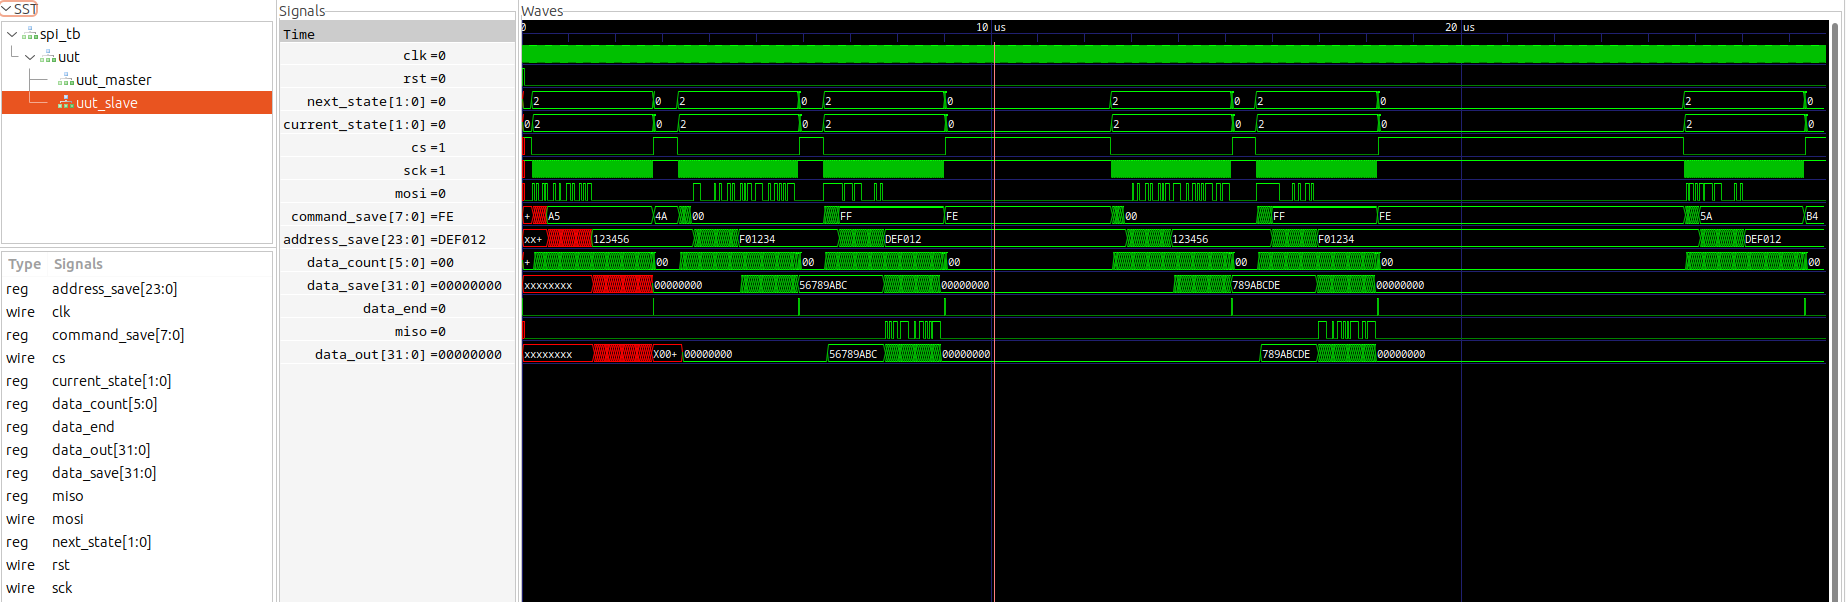 SST
spi_tb
uut
uut_master
uut_slave
Type Signals
reg address_save[23:0]
wire clk
reg command_save[7:0]
wire cs
reg current_state[1:0]
reg data_count[5:0]
reg data_end
reg data_out[31:0]
reg data_save[31:0]
reg miso
wire mosi
reg next_state[1:0]
wire rst
wire sck
Signals
Time
clk =0
rst =0
next_state[1:0] =0
current_state[1:0] =0
cs =1
sck =1
mosi =0
command_save[7:0] =FE
address_save[23:0] =DEF012
data_count[5:0] =00
data_save[31:0] =00000000
data_end =0
miso =0
data_out[31:0] =00000000
Waves
0 10 us 20 us
2 0 2 0 2 0 2 0 2 0 2 0
0 2 0 2 0 2 0 2 0 2 0 2 0
+ A5 4A 00 FF FE 00 FF FE 5A B4
xx+ 123456 F01234 DEF012 123456 F01234 DEF012
+ 00 00 00 00 00 00
xxxxxxxx 00000000 56789ABC 00000000 789ABCDE 00000000
xxxxxxxx X00+ 00000000 56789ABC 00000000 789ABCDE 00000000